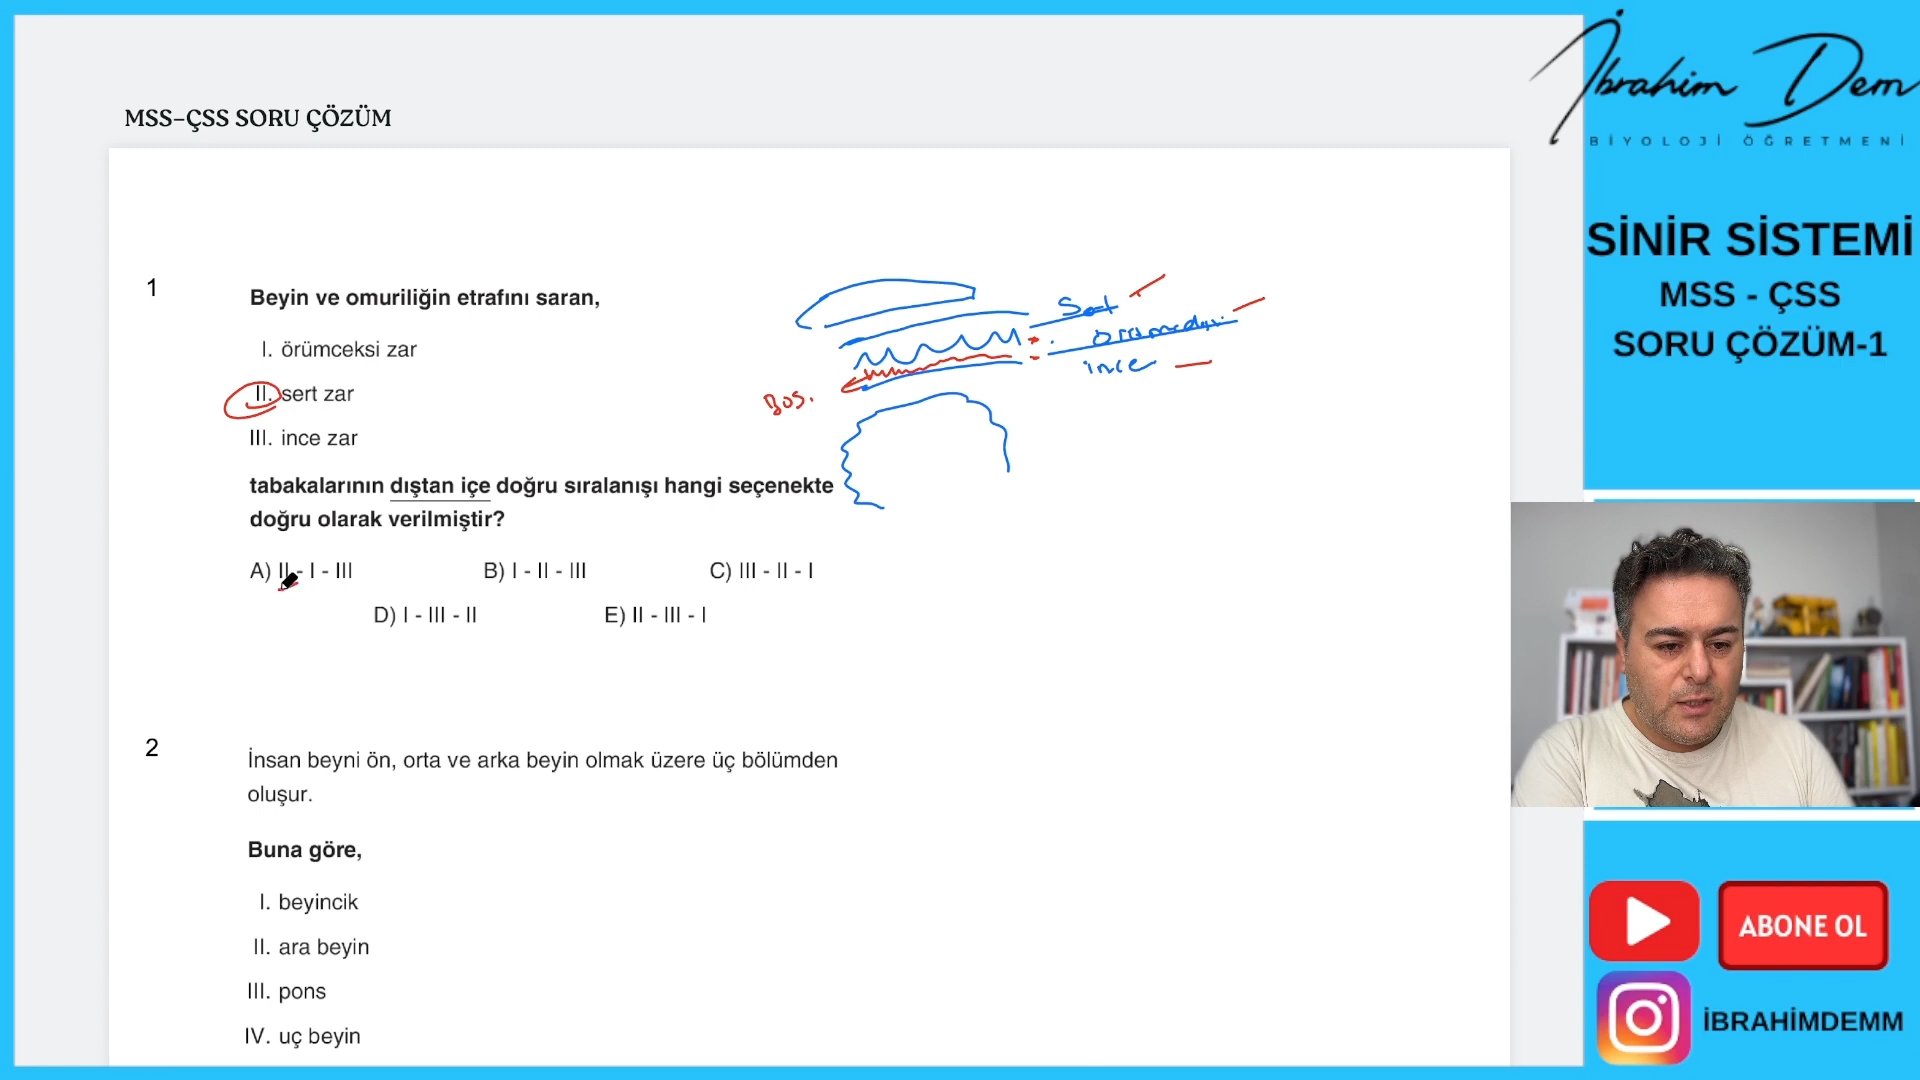 MSS-ÇSS SORU ÇÖZÜM
1
Beyin ve omuriliğin etrafını saran,
I. örümceksi zar
II. sert zar
III. ince zar
tabakalarının dıştan içe doğru sıralanışı hangi seçenekte
doğru olarak verilmiştir?
A) II - I - III
B) I - II - III
C) III - II - I
D) I - III - II
E) II - III - I
Sert
örümceksi
ince
BOS.
2
İnsan beyni ön, orta ve arka beyin olmak üzere üç bölümden
oluşur.
Buna göre,
I. beyincik
II. ara beyin
III. pons
IV. uç beyin
İbrahim Dem
BİYOLOJİ ÖĞRETMENİ
SİNİR SİSTEMİ
MSS - ÇSS
SORU ÇÖZÜM-1
ABONE OL
İBRAHİMDEMM